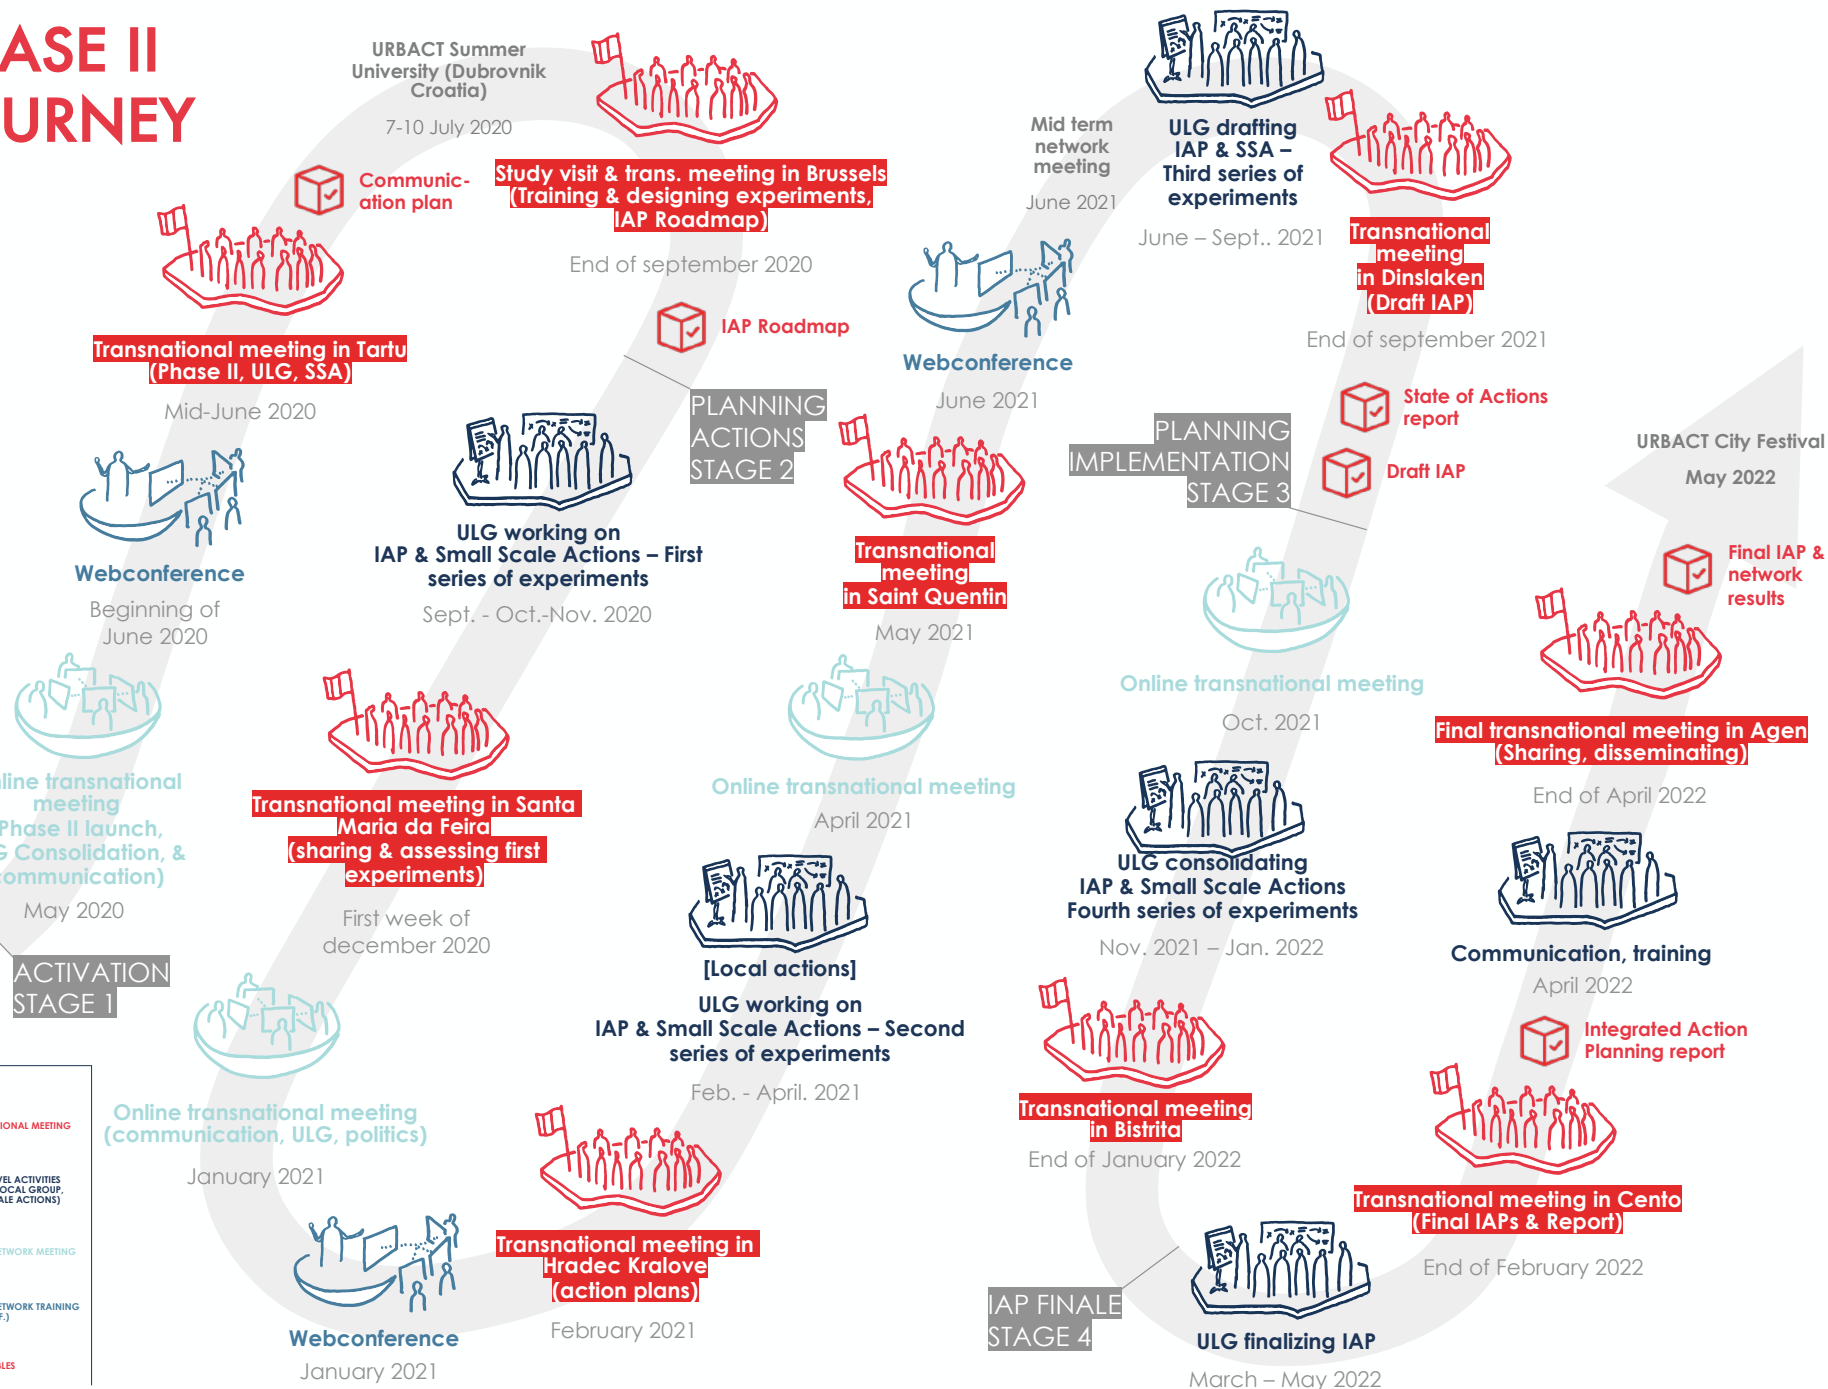 ASE II
URNEY
URBACT Summer
University (Dubrovnik
Croatia)
7-10 July 2020
Communic-
ation plan
Study visit & trans. meeting in Brussels
(Training & designing experiments,
IAP Roadmap)
End of september 2020
IAP Roadmap
Transnational meeting in Tartu
(Phase II, ULG, SSA)
Mid-June 2020
PLANNING
ACTIONS
STAGE 2
Webconference
Beginning of
June 2020
ULG working on
IAP & Small Scale Actions – First
series of experiments
Sept. - Oct.-Nov. 2020
line transnational
meeting
Phase II launch,
G Consolidation, &
ommunication)
May 2020
ACTIVATION
STAGE 1
Transnational meeting in Santa
Maria da Feira
(sharing & assessing first
experiments)
First week of
december 2020
Online transnational meeting
(communication, ULG, politics)
January 2021
Webconference
January 2021
Transnational meeting in
Hradec Kralove
(action plans)
February 2021
[Local actions]
ULG working on
IAP & Small Scale Actions – Second
series of experiments
Feb. - April. 2021
Online transnational meeting
April 2021
Transnational
meeting
in Saint Quentin
May 2021
Webconference
June 2021
Mid term
network
meeting
June 2021
ULG drafting
IAP & SSA –
Third series of
experiments
June – Sept.. 2021
Transnational
meeting
in Dinslaken
(Draft IAP)
End of september 2021
State of Actions
report
Draft IAP
PLANNING
IMPLEMENTATION
STAGE 3
Online transnational meeting
Oct. 2021
ULG consolidating
IAP & Small Scale Actions
Fourth series of experiments
Nov. 2021 – Jan. 2022
Transnational meeting
in Bistrita
End of January 2022
IAP FINALE
STAGE 4
ULG finalizing IAP
March – May 2022
Transnational meeting in Cento
(Final IAPs & Report)
End of February 2022
Integrated Action
Planning report
Communication, training
April 2022
Final transnational meeting in Agen
(Sharing, disseminating)
End of April 2022
Final IAP &
network
results
URBACT City Festival
May 2022
IONAL MEETING
VEL ACTIVITIES
OCAL GROUP,
ALE ACTIONS)
ETWORK MEETING
ETWORK TRAINING
F.)
LES